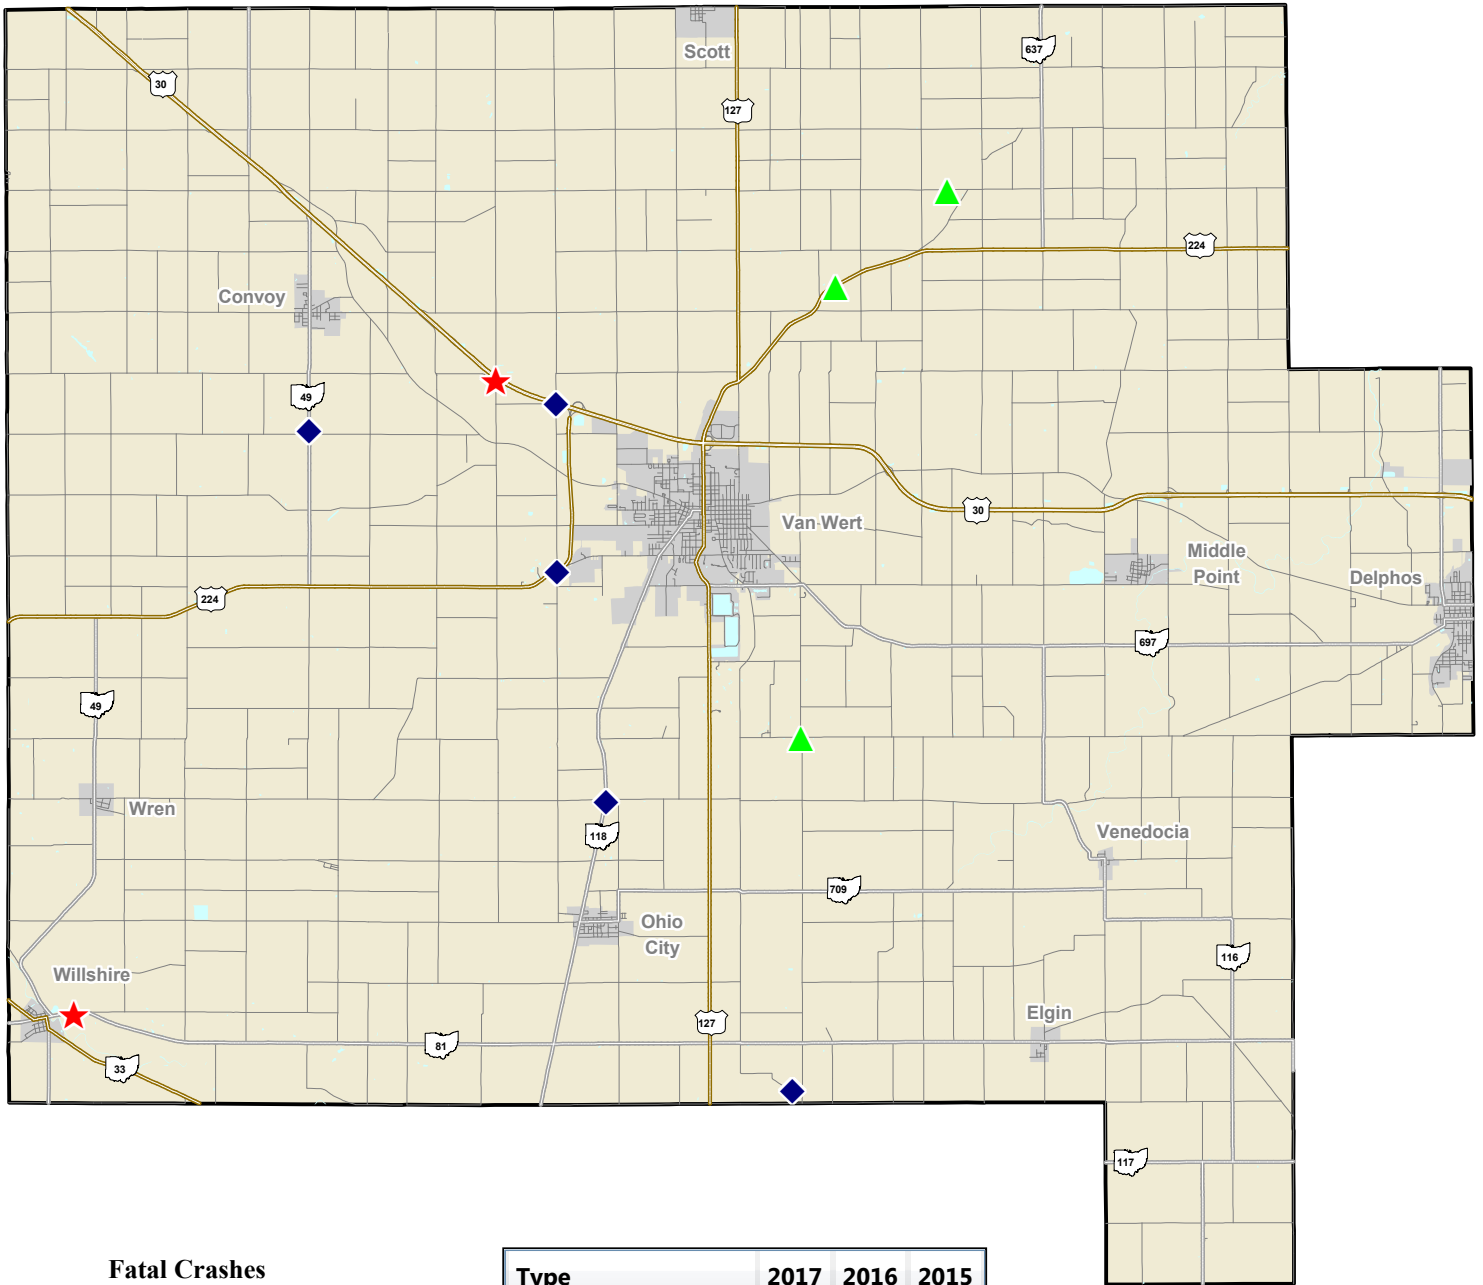 Scott
637
30
127
224
Convoy
49
Van Wert
30
Middle
Point
Delphos
224
697
49
Wren
118
Venedocia
709
Ohio
City
116
Willshire
Elgin
127
81
33
117
Fatal Crashes
Type 2017 2016 2015